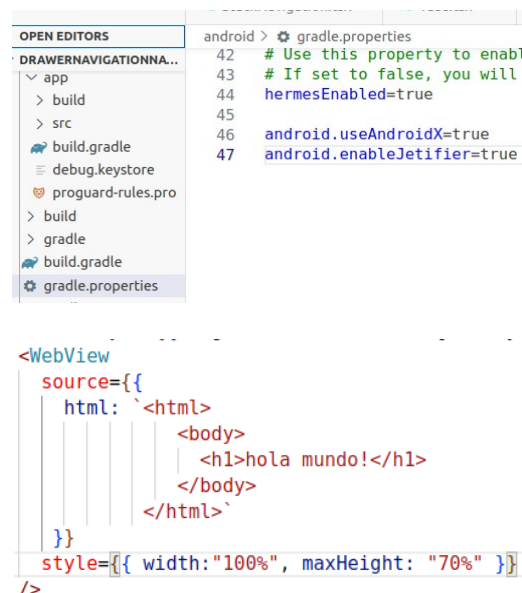 OPEN EDITORS
DRAWERNAVIGATIONNA...
app
build
src
build.gradle
debug.keystore
proguard-rules.pro
build
gradle
build.gradle
gradle.properties
android > gradle.properties
42 # Use this property to enabl
43 # If set to false, you will
44 hermesEnabled=true
45
46 android.useAndroidX=true
47 android.enableJetifier=true
<WebView
source={{
html: `<html>
<body>
<h1>hola mundo!</h1>
</body>
</html>`
}}
style={{ width:"100%", maxHeight: "70%" }}
/>